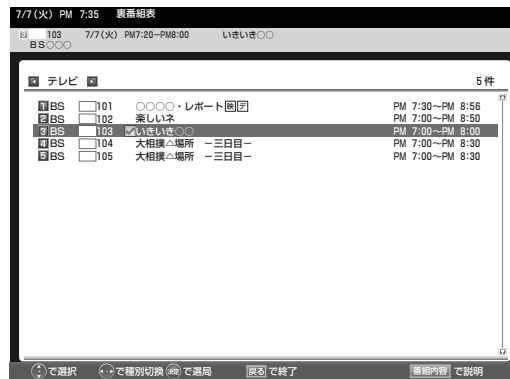 7/7(火) PM 7:35 裏番組表
3 103 7/7(火) PM7:20−PM8:00 いきいき○○
BS○○○
テレビ 5件
1 BS 101 ○○○○・レポート 映 デ PM 7:30〜PM 8:56
2 BS 102 楽しいネ PM 7:00〜PM 8:50
3 BS 103 いきいき○○ PM 7:00〜PM 8:00
4 BS 104 大相撲△場所 −三日目− PM 7:00〜PM 8:30
5 BS 105 大相撲△場所 −三日目− PM 7:00〜PM 8:30
で選択 で種別切換 決定 で選局 戻る で終了 番組内容 で説明